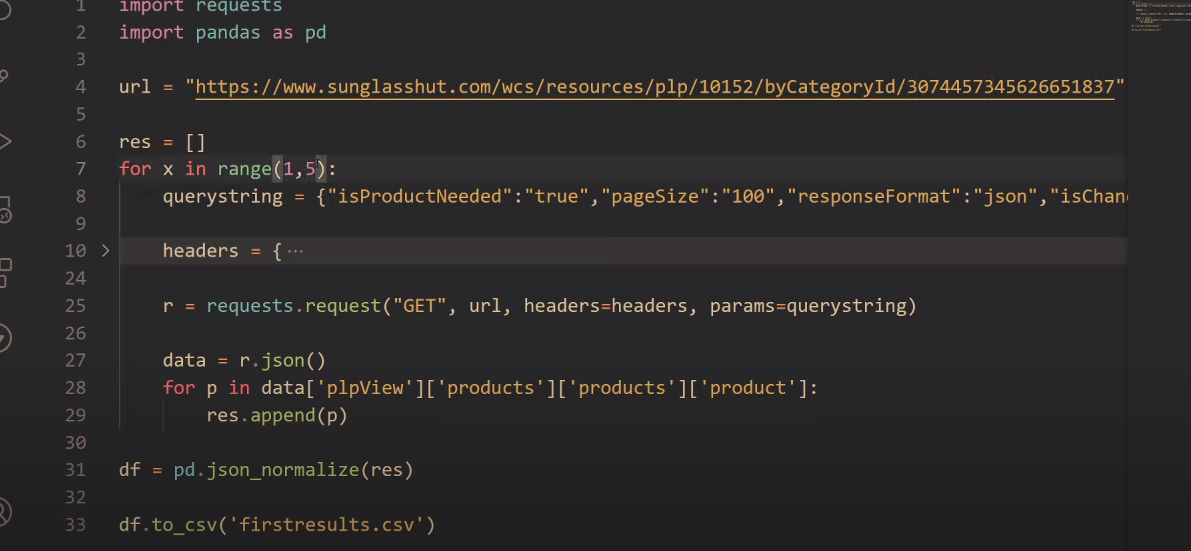 1 import requests
2 import pandas as pd
3
4 url = "https://www.sunglasshut.com/wcs/resources/plp/10152/byCategoryId/3074457345626651837"
5
6 res = []
7 for x in range(1,5):
8 querystring = {"isProductNeeded":"true","pageSize":"100","responseFormat":"json","isChan
9
10 headers = {···
24
25 r = requests.request("GET", url, headers=headers, params=querystring)
26
27 data = r.json()
28 for p in data['plpView']['products']['products']['product']:
29 res.append(p)
30
31 df = pd.json_normalize(res)
32
33 df.to_csv('firstresults.csv')